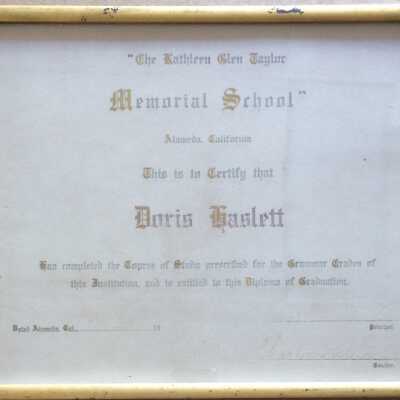 "The Kathleen Glen Taylor
Memorial School"
Alameda, California
This is to Certify that
Doris Haslett
Has completed the Course of Study prescribed for the Grammar Grades of
this Institution, and is entitled to this Diploma of Graduation.
Dated Alameda, Cal., 19
Principal.
Teacher.